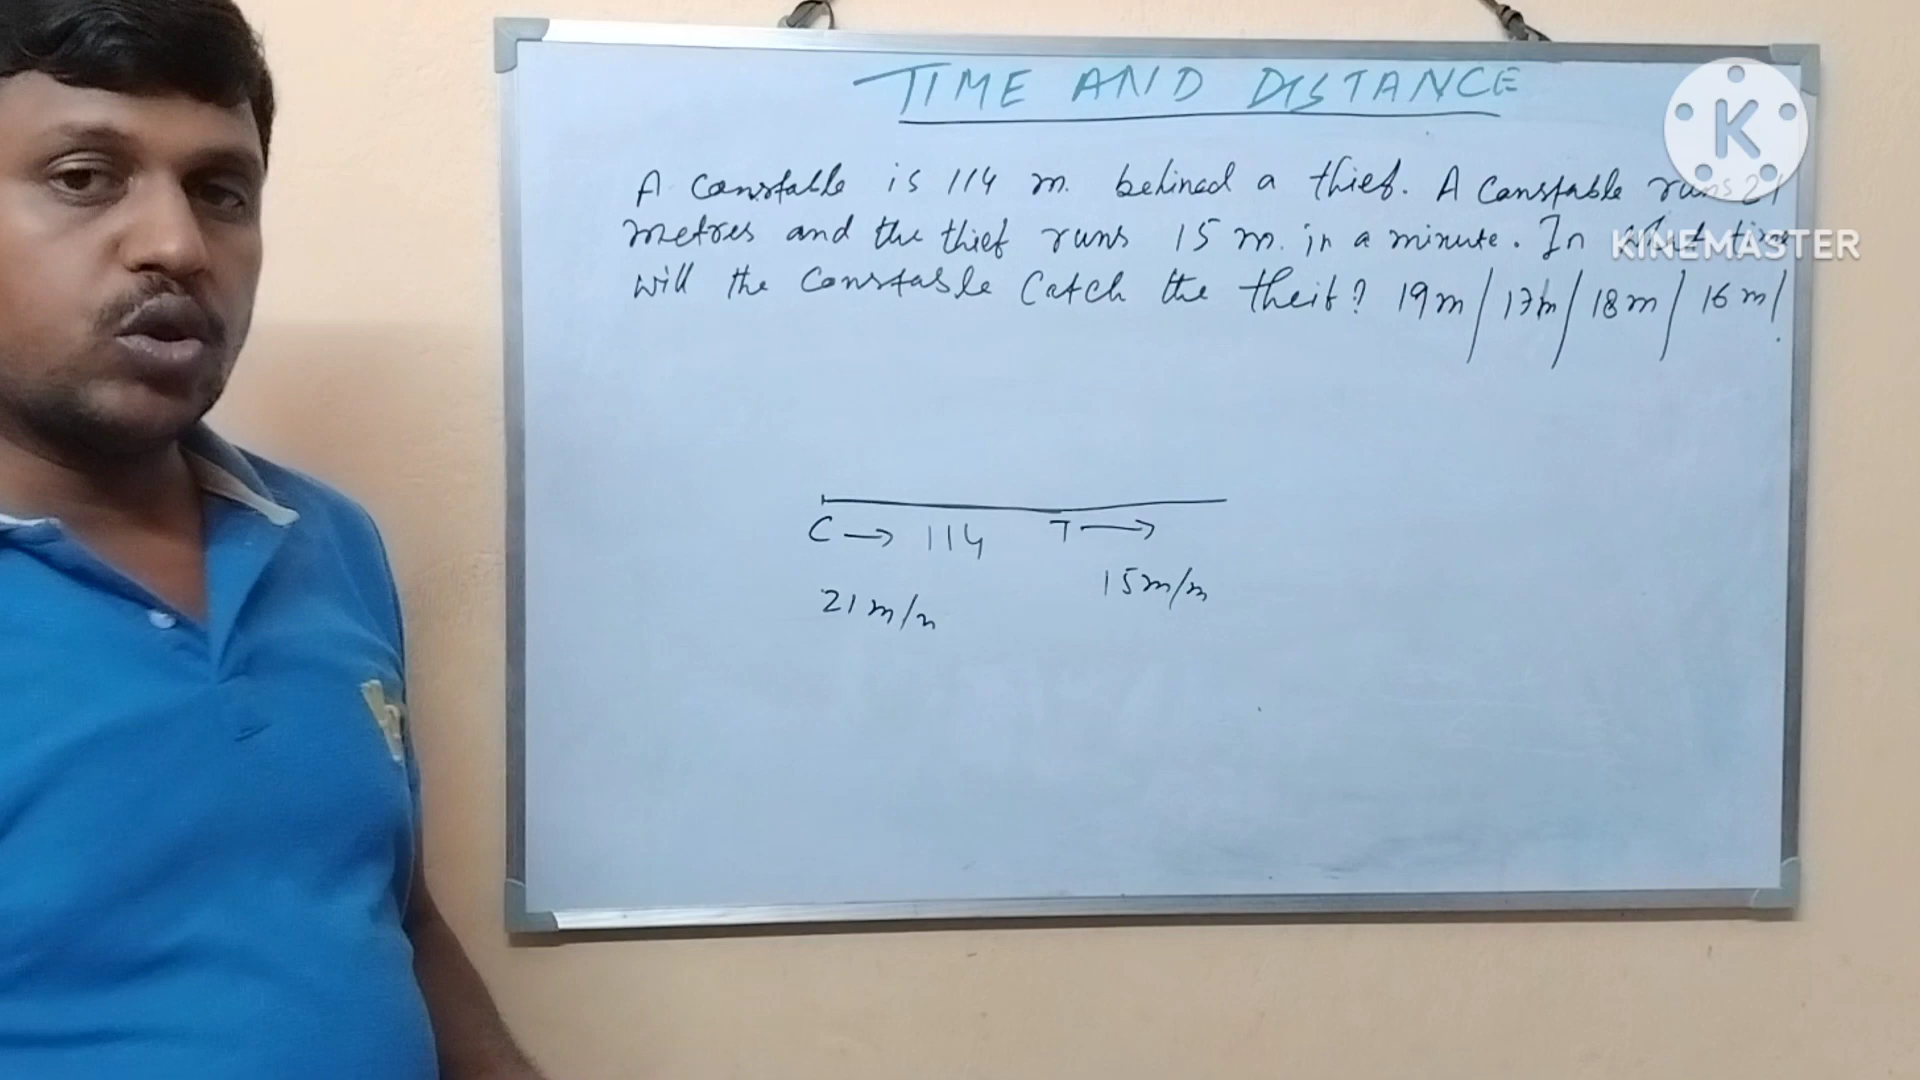 TIME AND DISTANCE
K
A constable is 114 m. behined a thief. A constable runs 21
KINEMASTER
metres and the thief runs 15 m. in a minute. In what time
will the constable catch the theif? 19m/ 17m/ 18m/ 16m/
C → 114 T →
15m/m
21m/m